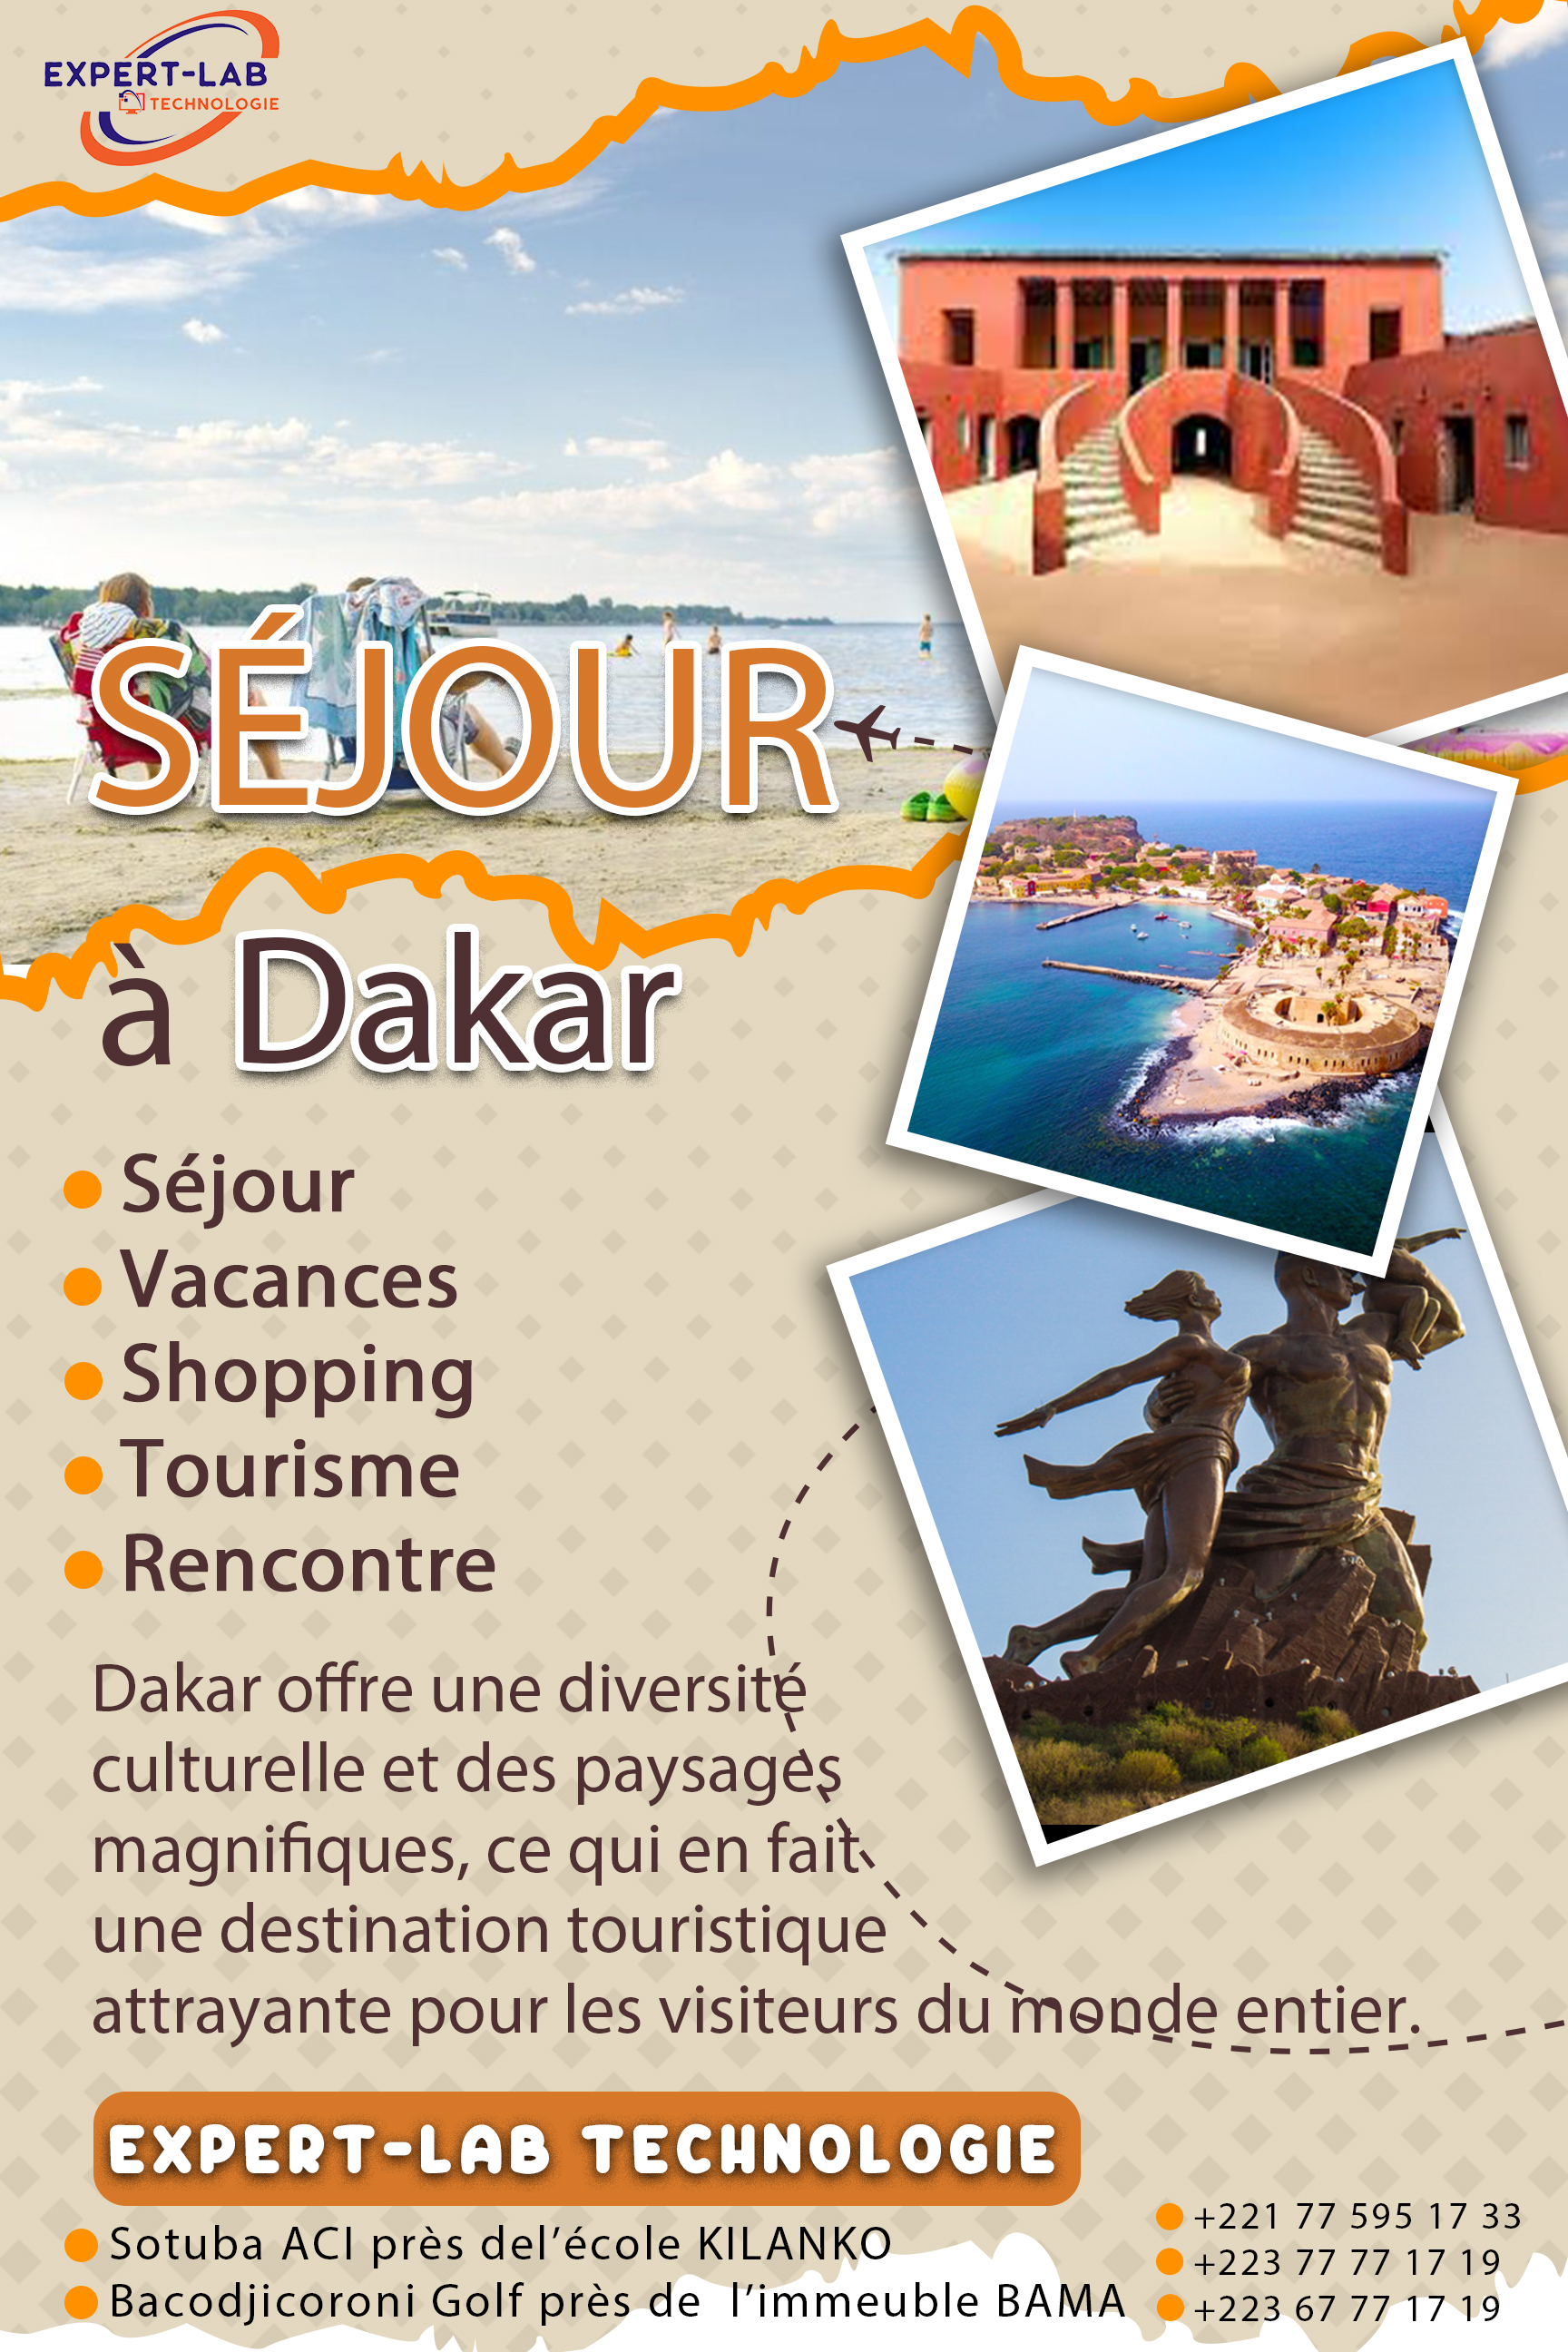 EXPERT-LAB
TECHNOLOGIE
SÉJOUR
à Dakar
Séjour
Vacances
Shopping
Tourisme
Rencontre
Dakar offre une diversité
culturelle et des paysages
magnifiques, ce qui en fait
une destination touristique
attrayante pour les visiteurs du monde entier.
EXPERT-LAB TECHNOLOGIE
Sotuba ACI près del’école KILANKO
Bacodjicoroni Golf près de l’immeuble BAMA
+221 77 595 17 33
+223 77 77 17 19
+223 67 77 17 19